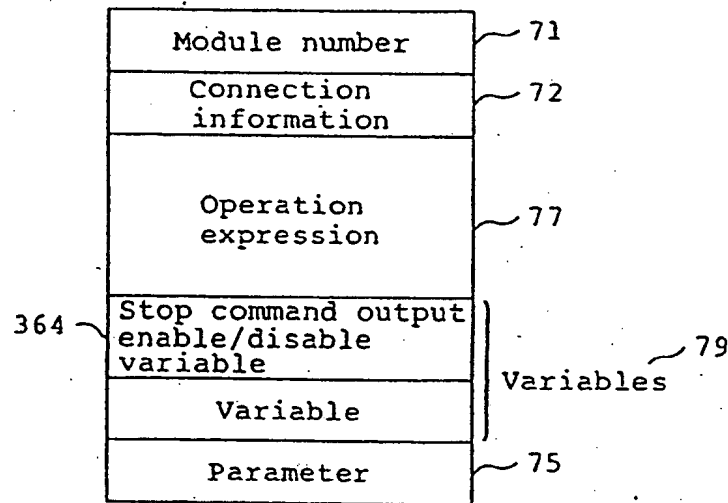 Module number
71
Connection
information
72
Operation
expression
77
364
Stop command output
enable/disable
variable
Variable
Variables
79
Parameter
75